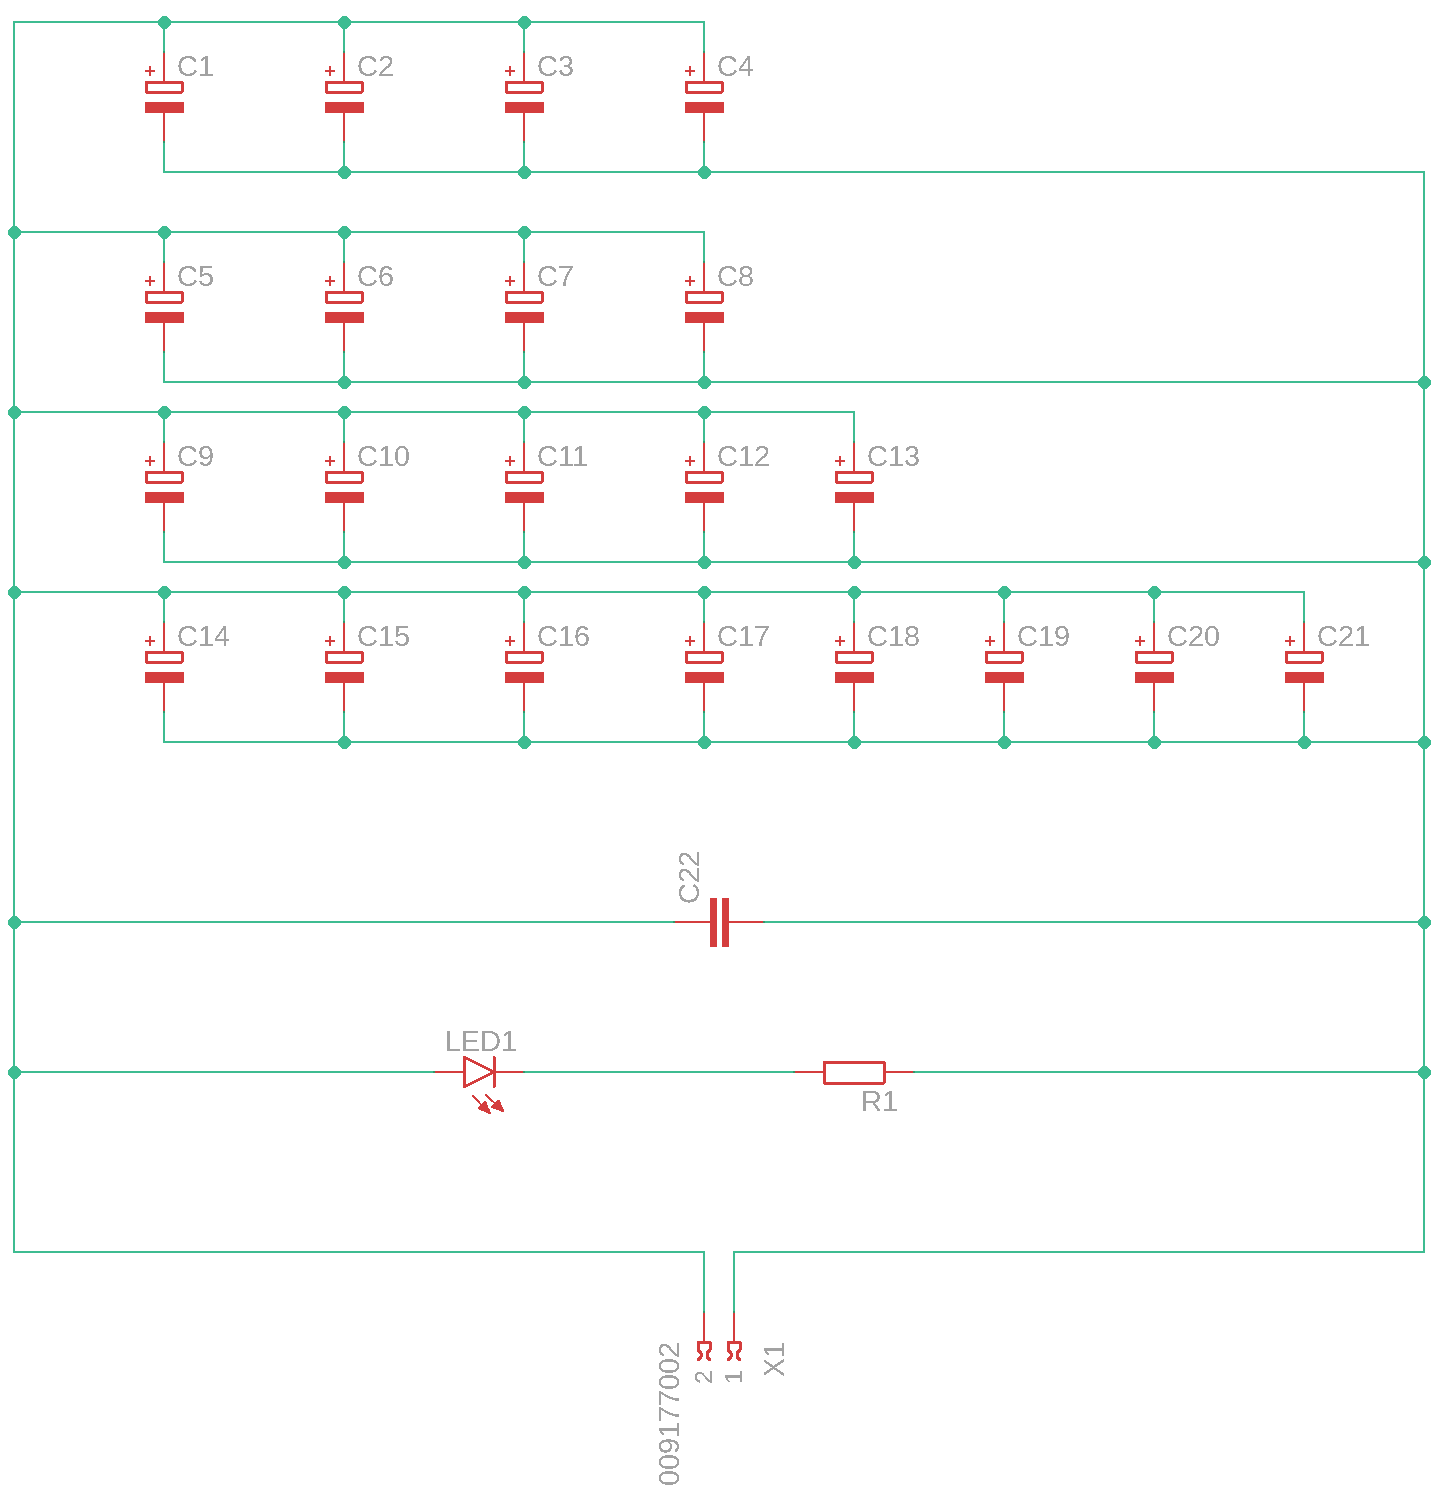 + C1 + C2 + C3 + C4
+ C5 + C6 + C7 + C8
+ C9 + C10 + C11 + C12 + C13
+ C14 + C15 + C16 + C17 + C18 + C19 + C20 + C21
C22
LED1
R1
009177002
2
1
X1